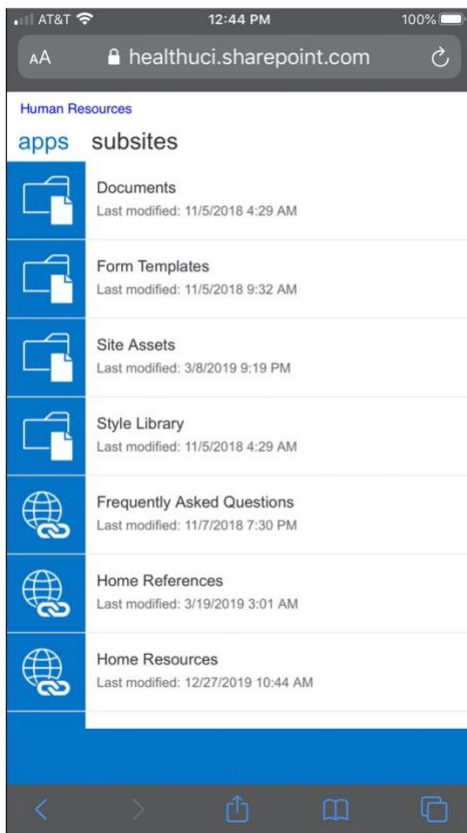 AT&T
12:44 PM
100%
AA
healthuci.sharepoint.com
Human Resources
apps subsites
Documents
Last modified: 11/5/2018 4:29 AM
Form Templates
Last modified: 11/5/2018 9:32 AM
Site Assets
Last modified: 3/8/2019 9:19 PM
Style Library
Last modified: 11/5/2018 4:29 AM
Frequently Asked Questions
Last modified: 11/7/2018 7:30 PM
Home References
Last modified: 3/19/2019 3:01 AM
Home Resources
Last modified: 12/27/2019 10:44 AM